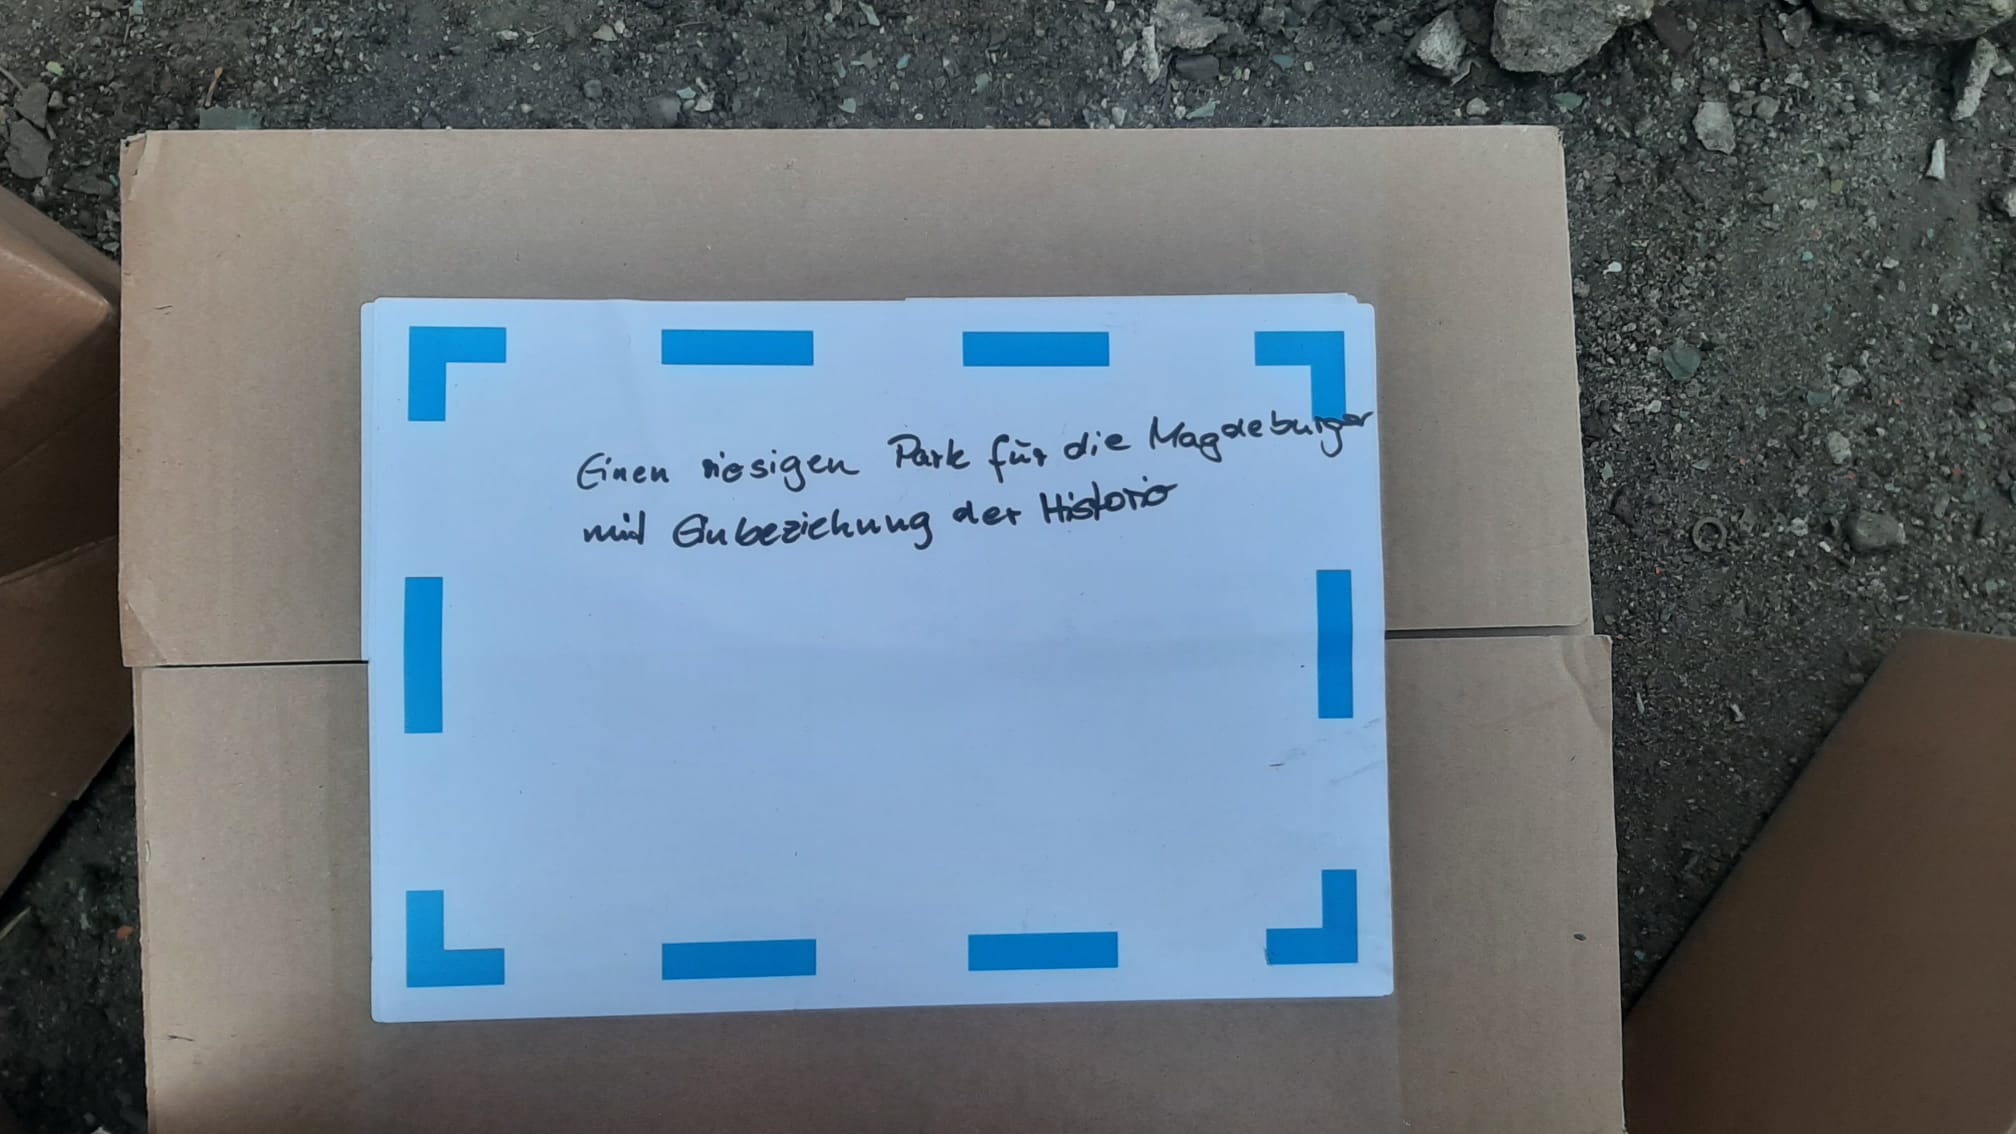 Einen riesigen Park für die Magdeburger
mit Einbeziehung der Historie